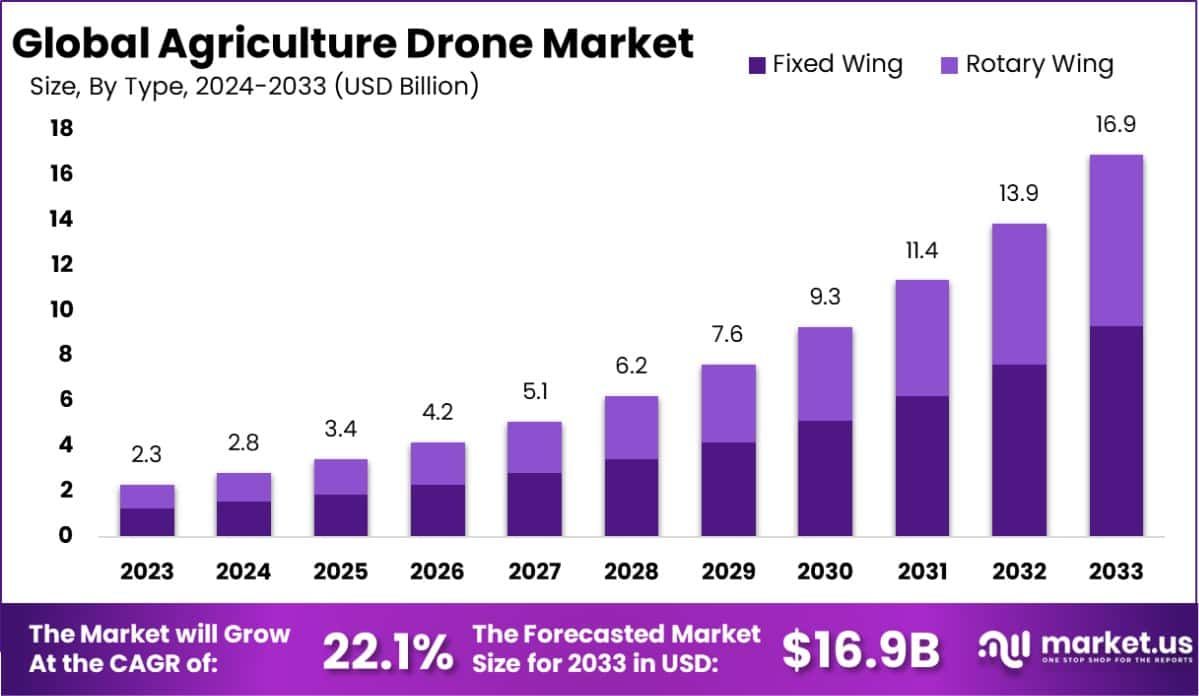 Global Agriculture Drone Market
Size, By Type, 2024-2033 (USD Billion)
Fixed Wing
Rotary Wing
18
16
14
12
10
8
6
4
2
0
2.3
2.8
3.4
4.2
5.1
6.2
7.6
9.3
11.4
13.9
16.9
2023 2024 2025 2026 2027 2028 2029 2030 2031 2032 2033
The Market will Grow
At the CAGR of:
22.1%
The Forecasted Market
Size for 2033 in USD:
$16.9B
market.us
ONE STOP SHOP FOR THE REPORTS